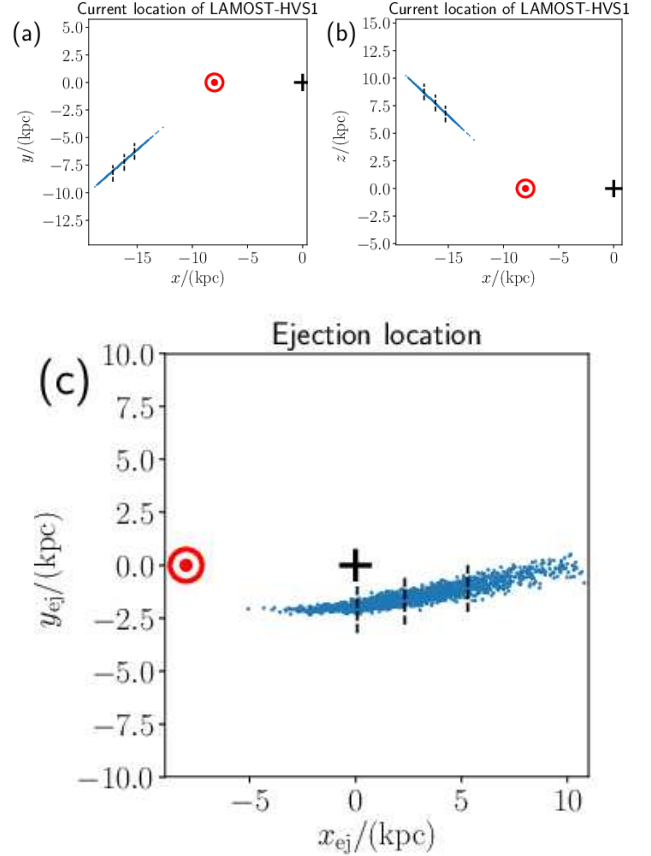 Current location of LAMOST-HVS1
(a)
5.0
2.5
0.0
−2.5
−5.0
−7.5
−10.0
−12.5
y/(kpc)
−15 −10 −5 0
x/(kpc)
Current location of LAMOST-HVS1
(b)
15.0
12.5
10.0
7.5
5.0
2.5
0.0
−2.5
−5.0
z/(kpc)
−15 −10 −5 0
x/(kpc)
Ejection location
(c)
10.0
7.5
5.0
2.5
0.0
−2.5
−5.0
−7.5
−10.0
y_ej/(kpc)
−5 0 5 10
x_ej/(kpc)